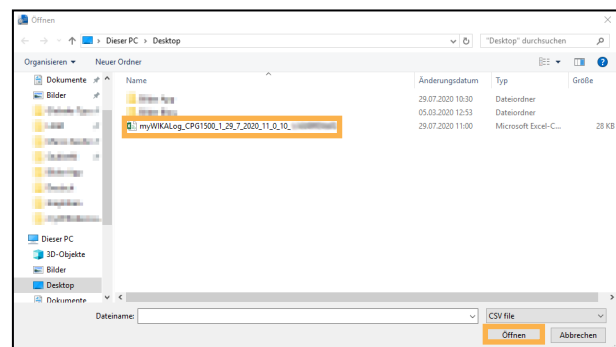 Öffnen
Dieser PC > Desktop
"Desktop" durchsuchen
Organisieren
Neuer Ordner
Dokumente
Bilder
Name
Änderungsdatum
Typ
Größe
29.07.2020 10:30
Dateiordner
05.03.2020 12:53
Dateiordner
myWIKALog_CPG1500_1_29_7_2020_11_0_10_
29.07.2020 11:00
Microsoft Excel-C...
28 KB
Dieser PC
3D-Objekte
Bilder
Desktop
Dokumente
Dateiname:
CSV file
Öffnen
Abbrechen